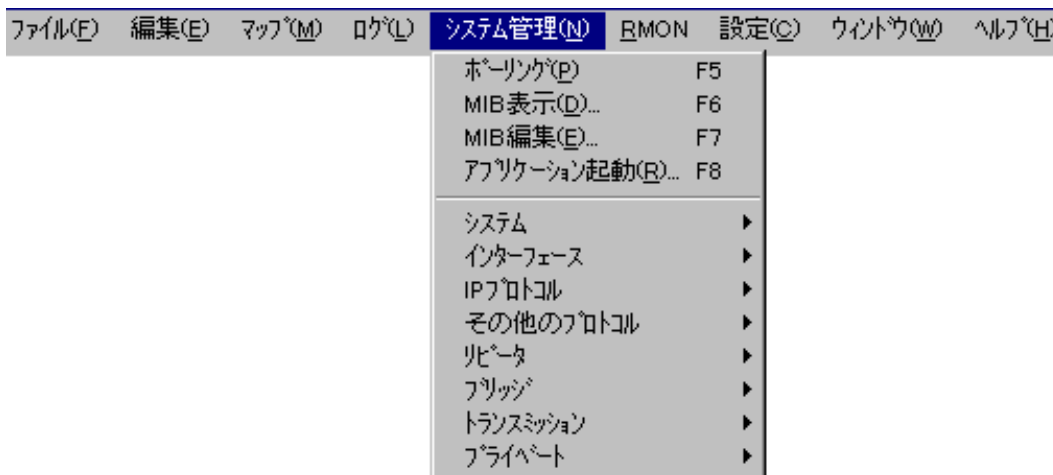 ファイル(F) 編集(E) マップ(M) ログ(L) システム管理(N) RMON 設定(C) ウィンドウ(W) ヘルプ(H)
ポーリング(P) F5
MIB表示(D)... F6
MIB編集(E)... F7
アプリケーション起動(R)... F8
システム
インターフェース
IPプロトコル
その他のプロトコル
リピータ
ブリッジ
トランスミッション
プライベート